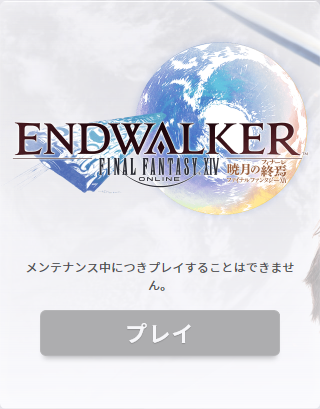 ENDWALKER
FINAL FANTASY XIV
ONLINE
暁月の終焉
フィナーレ
ファイナルファンタジーXIV
メンテナンス中につきプレイすることはできませ
ん。
プレイ